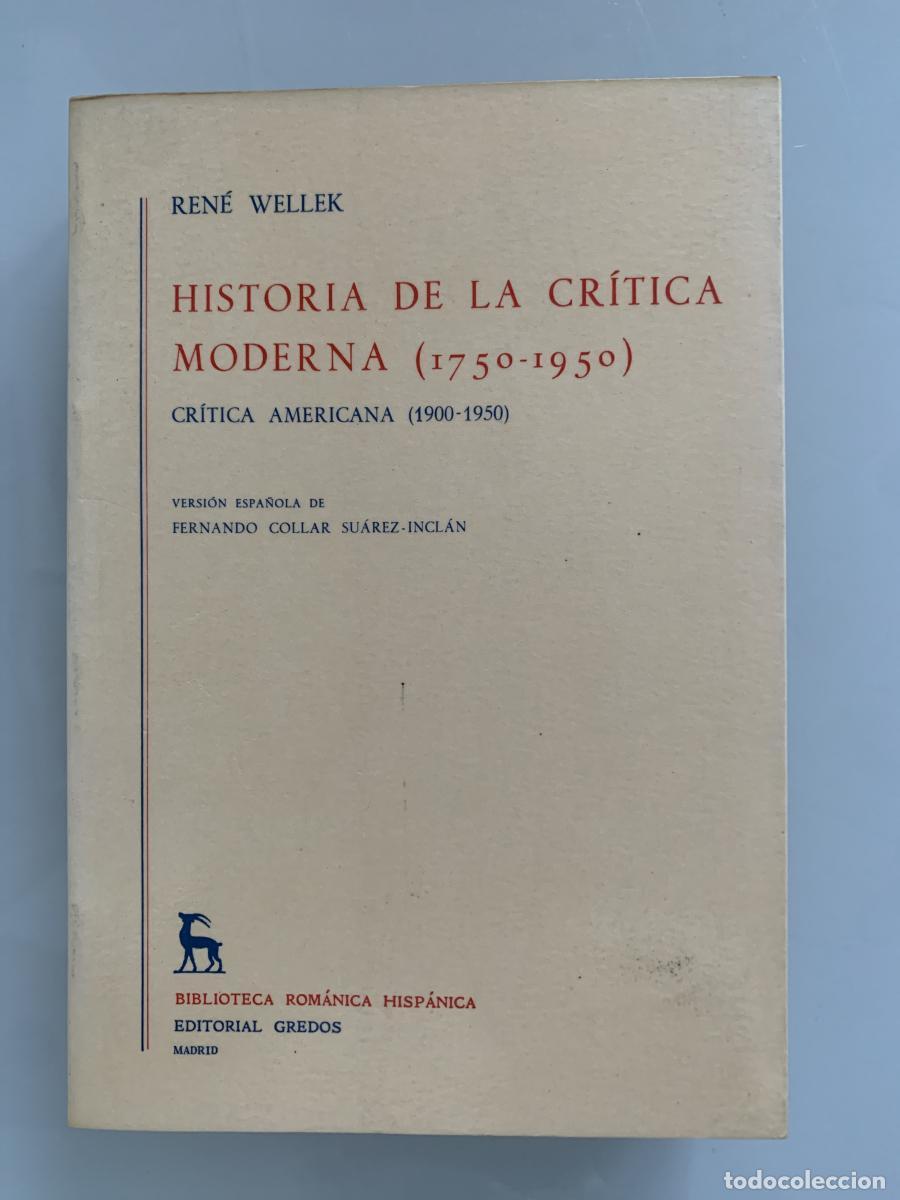 RENÉ WELLEK
HISTORIA DE LA CRÍTICA
MODERNA (1750-1950)
CRÍTICA AMERICANA (1900-1950)
VERSIÓN ESPAÑOLA DE
FERNANDO COLLAR SUÁREZ-INCLÁN
BIBLIOTECA ROMÁNICA HISPÁNICA
EDITORIAL GREDOS
MADRID
todocoleccion